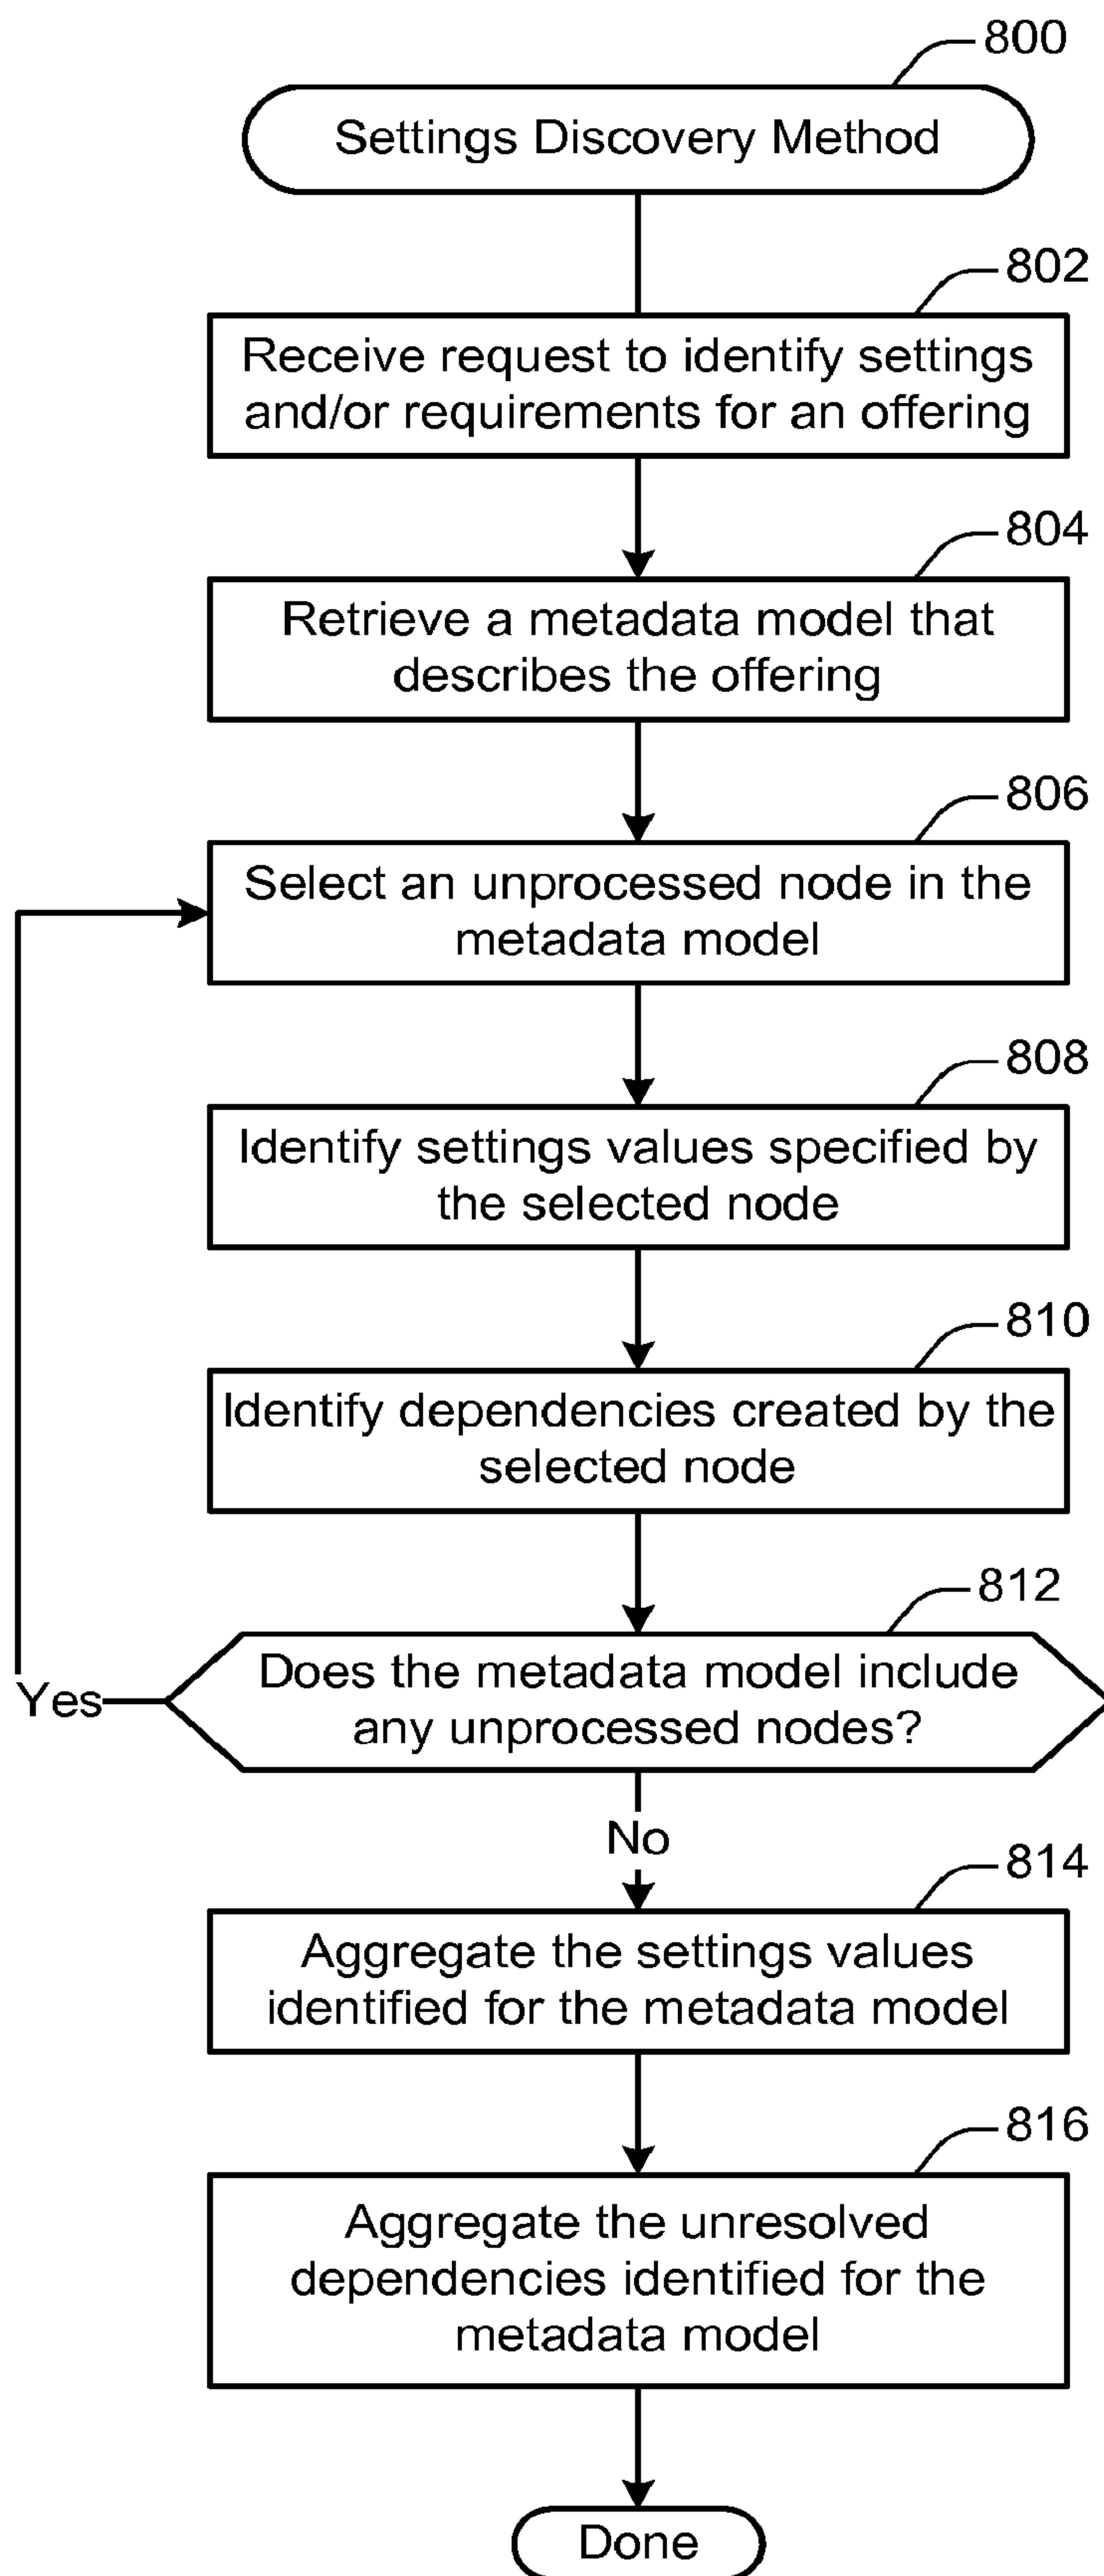 800
Settings Discovery Method
802
Receive request to identify settings
and/or requirements for an offering
804
Retrieve a metadata model that
describes the offering
806
Select an unprocessed node in the
metadata model
808
Identify settings values specified by
the selected node
810
Identify dependencies created by the
selected node
812
Does the metadata model include
any unprocessed nodes?
Yes
No
814
Aggregate the settings values
identified for the metadata model
816
Aggregate the unresolved
dependencies identified for the
metadata model
Done